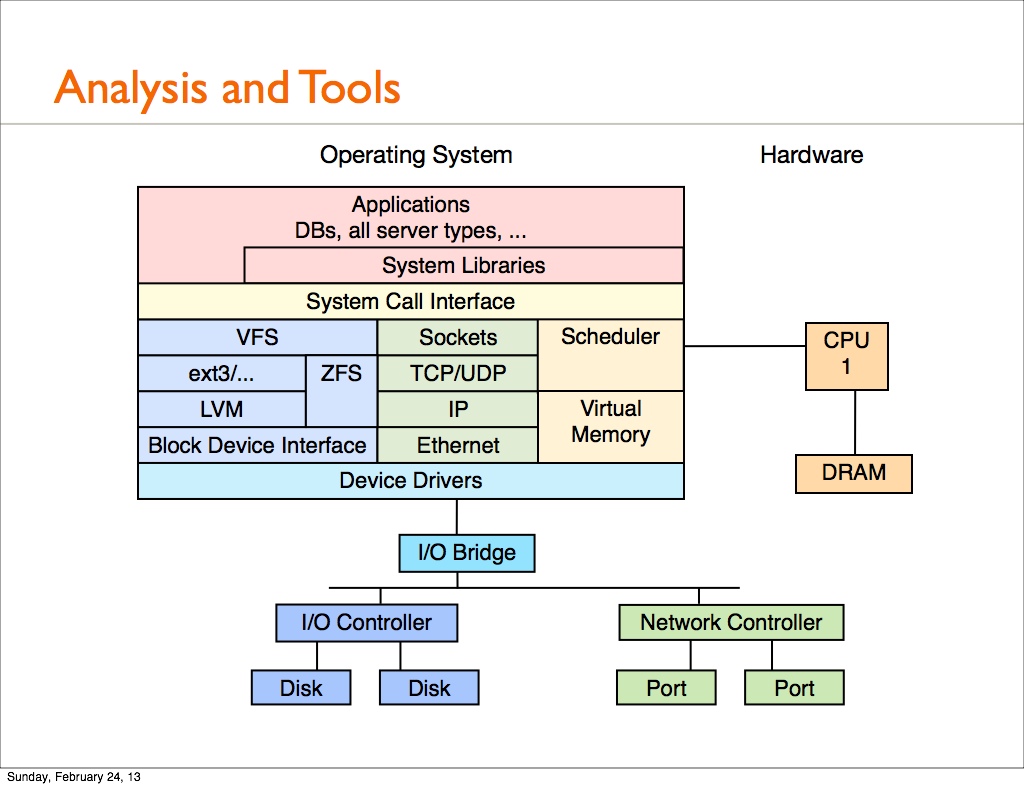 Analysis and Tools
Operating System
Hardware
Applications
DBs, all server types, ...
System Libraries
System Call Interface
VFS
Sockets
Scheduler
CPU
1
ext3/...
ZFS
TCP/UDP
LVM
IP
Virtual
Memory
Block Device Interface
Ethernet
DRAM
Device Drivers
I/O Bridge
I/O Controller
Network Controller
Disk
Disk
Port
Port
Sunday, February 24, 13